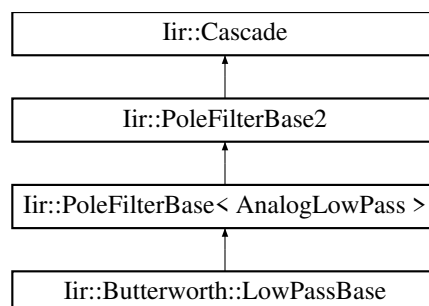 Iir::Cascade
Iir::PoleFilterBase2
Iir::PoleFilterBase< AnalogLowPass >
Iir::Butterworth::LowPassBase